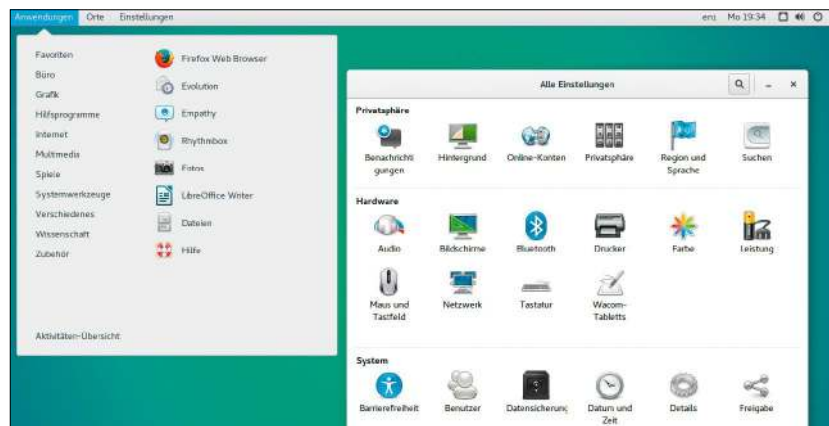 Anwendungen Orte Einstellungen en₁ Mo 19:34
Favoriten
Büro
Grafik
Hilfsprogramme
Internet
Multimedia
Spiele
Systemwerkzeuge
Verschiedenes
Wissenschaft
Zubehör
Aktivitäten-Übersicht
Firefox Web Browser
Evolution
Empathy
Rhythmbox
Fotos
LibreOffice Writer
Dateien
Hilfe
Alle Einstellungen
Privatsphäre
Benachrichti
gungen
Hintergrund
Online-Konten
Privatsphäre
Region und
Sprache
Suchen
Hardware
Audio
Bildschirme
Bluetooth
Drucker
Farbe
Leistung
Maus und
Tastfeld
Netzwerk
Tastatur
Wacom-
Tabletts
System
Barrierefreiheit
Benutzer
Datensicherung
Datum und
Zeit
Details
Freigabe